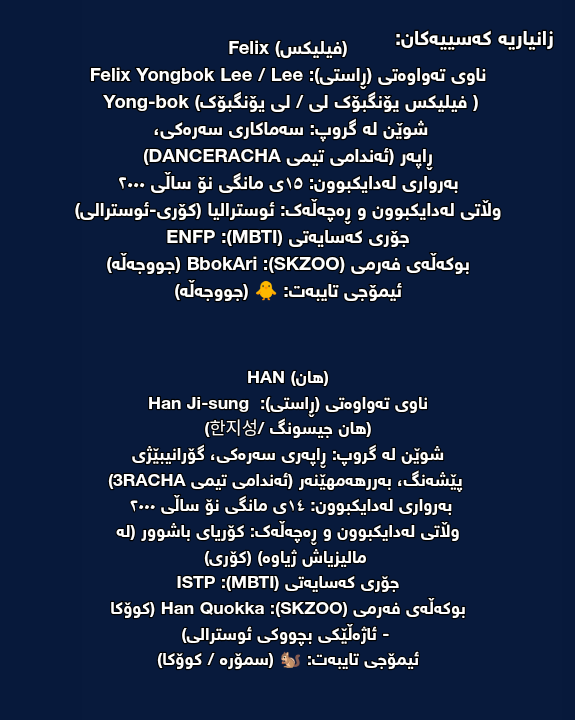 زانیاریە کەسییەکان:
Felix (فیلیکس)
ناوی تەواوەتی (ڕاستی): Felix Yongbok Lee / Lee
Yong-bok (فیلیکس یۆنگبۆک لی / لی یۆنگبۆک )
شوێن لە گروپ: سەماکاری سەرەکی،
ڕاپەر (ئەندامی تیمی DANCERACHA)
بەرواری لەدایکبوون: ١٥ی مانگی نۆ ساڵی ٢٠٠٠
وڵاتی لەدایکبوون و ڕەچەڵەک: ئوسترالیا (کۆری-ئوسترالی)
جۆری کەسایەتی (MBTI): ENFP
بوکەڵەی فەرمی (SKZOO): BbokAri (جووجەڵە)
ئیمۆجی تایبەت: 🐥 (جووجەڵە)
HAN (هان)
ناوی تەواوەتی (ڕاستی): Han Ji-sung
(هان جیسونگ /한지성)
شوێن لە گروپ: ڕاپەری سەرەکی، گۆرانیبێژی
پێشەنگ، بەررهەمهێنەر (ئەندامی تیمی 3RACHA)
بەرواری لەدایکبوون: ١٤ی مانگی نۆ ساڵی ٢٠٠٠
وڵاتی لەدایکبوون و ڕەچەڵەک: کۆریای باشوور (لە
مالیزیاش ژیاوە) (کۆری)
جۆری کەسایەتی (MBTI): ISTP
بوکەڵەی فەرمی (SKZOO): Han Quokka (کوۆکا
- ئاژەڵێکی بچووکی ئوسترالی)
ئیمۆجی تایبەت: 🐿️ (سمۆرە / کوۆکا)